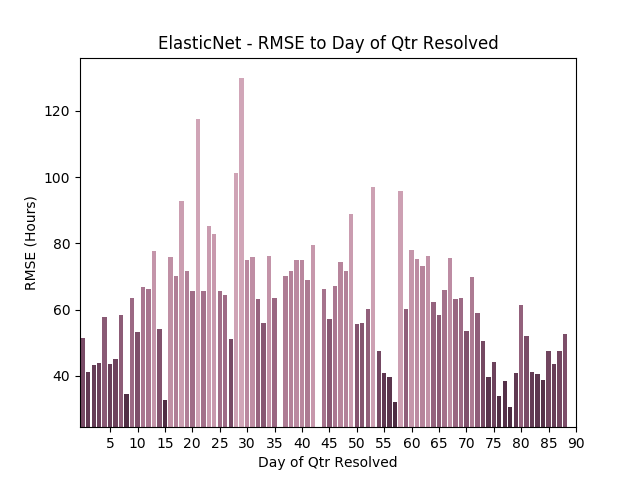 ElasticNet - RMSE to Day of Qtr Resolved
RMSE (Hours)
120
100
80
60
40
5 10 15 20 25 30 35 40 45 50 55 60 65 70 75 80 85 90
Day of Qtr Resolved